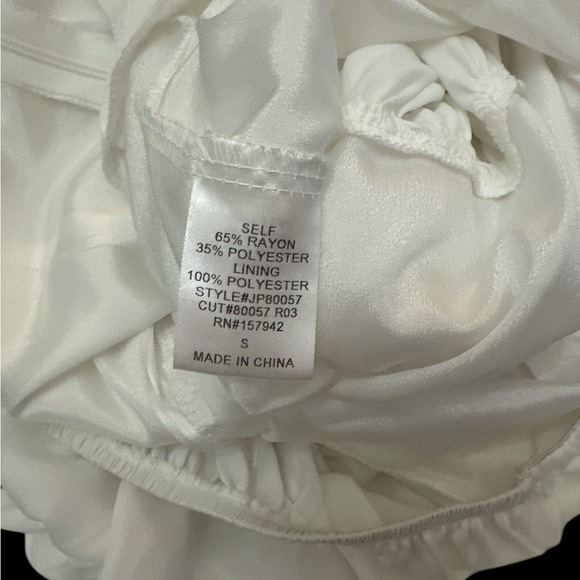 SELF
65% RAYON
35% POLYESTER
LINING
100% POLYESTER
STYLE#JP80057
CUT#80057 R03
RN#157942
S
MADE IN CHINA